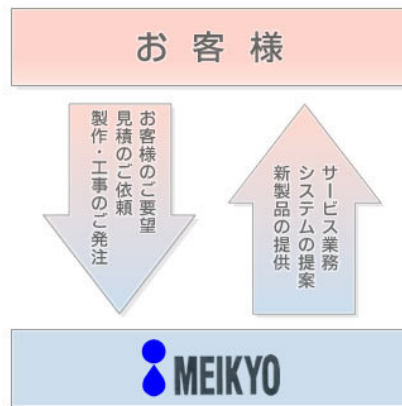 お客様
お客様のご要望
見積のご依頼
製作・工事のご発注
サービス業務
システムの提案
新製品の提供
MEIKYO